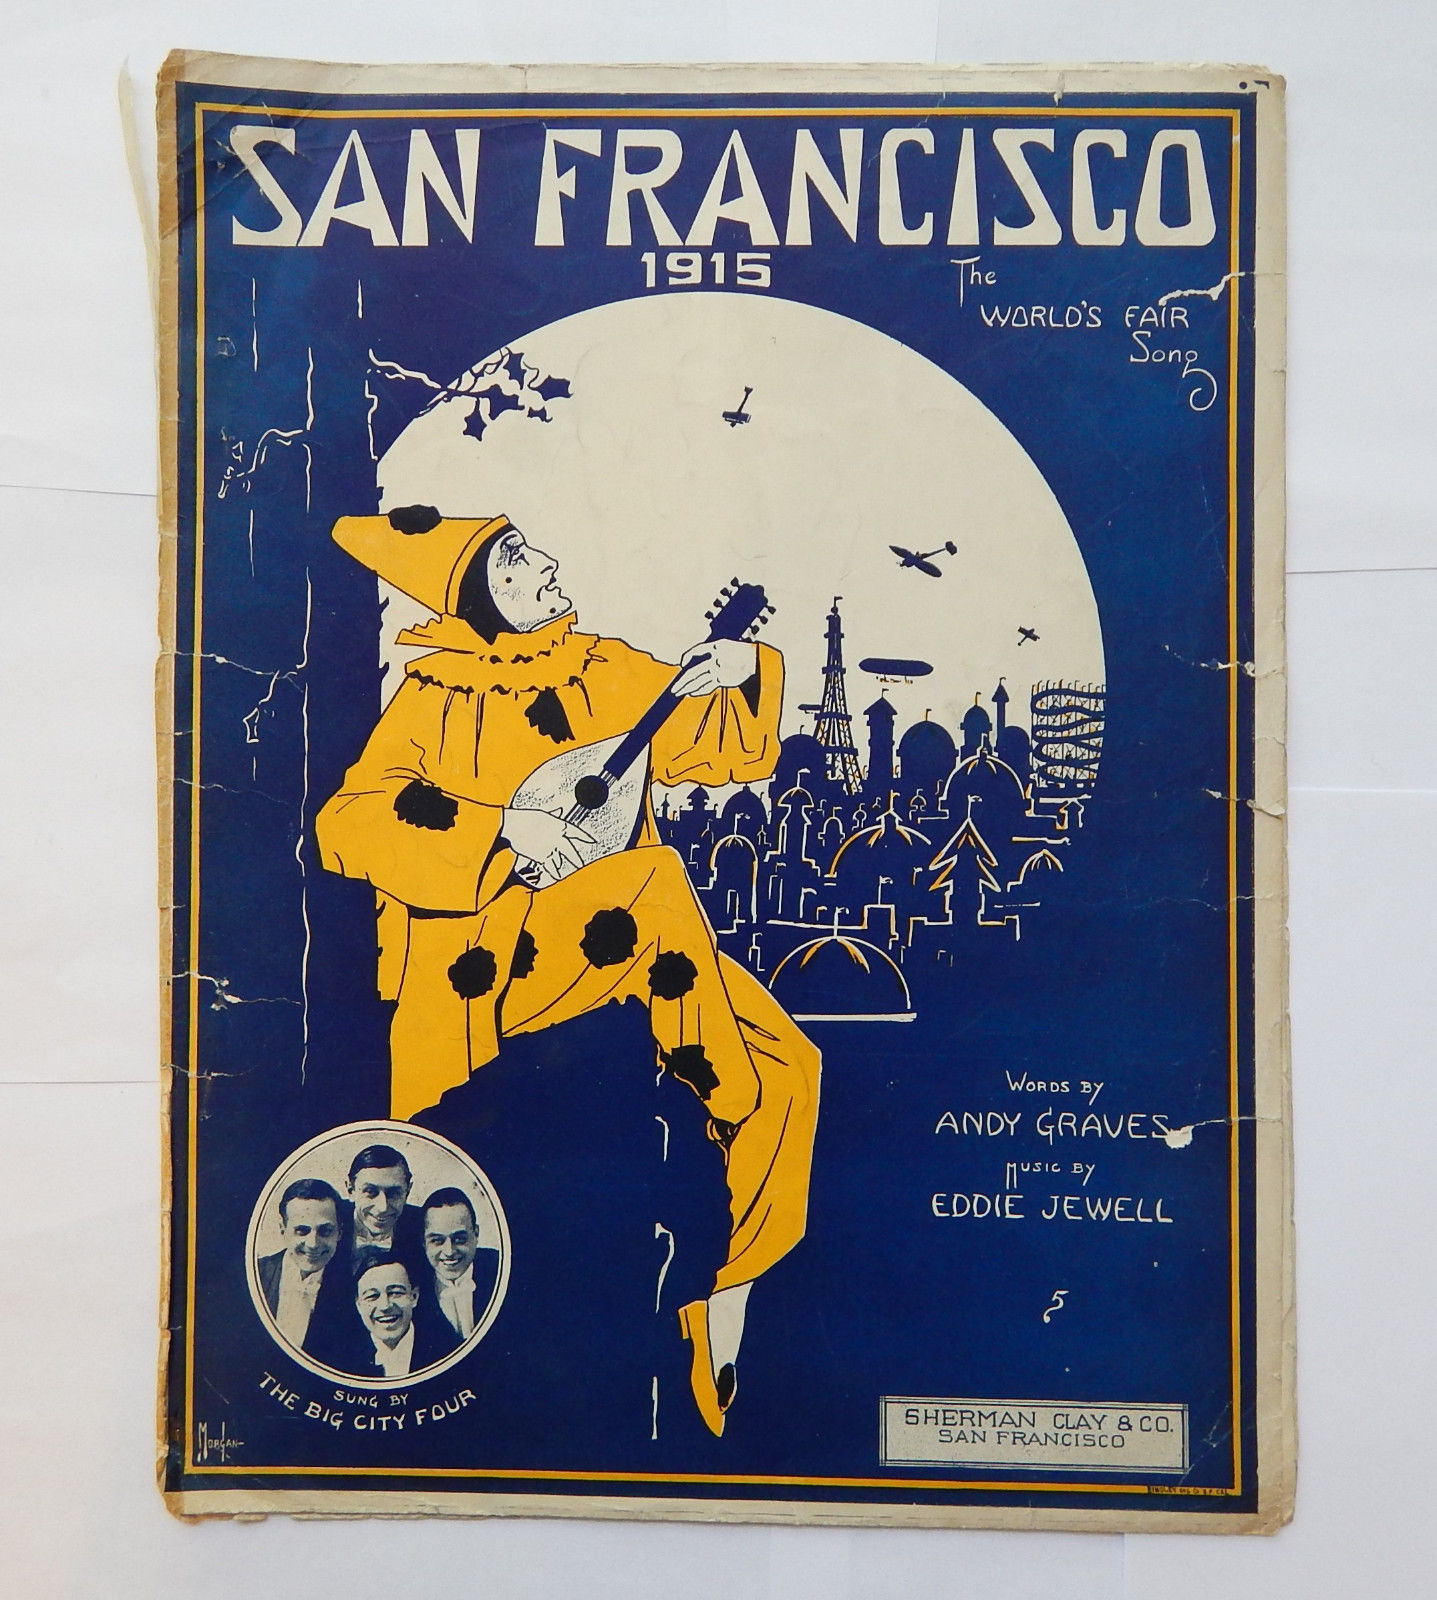 SAN FRANCISCO
1915
The
WORLD'S FAIR
Song
WORDS BY
ANDY GRAVES
MUSIC BY
EDDIE JEWELL
5
SUNG BY
THE BIG CITY FOUR
MORGAN
SHERMAN CLAY & CO.
SAN FRANCISCO